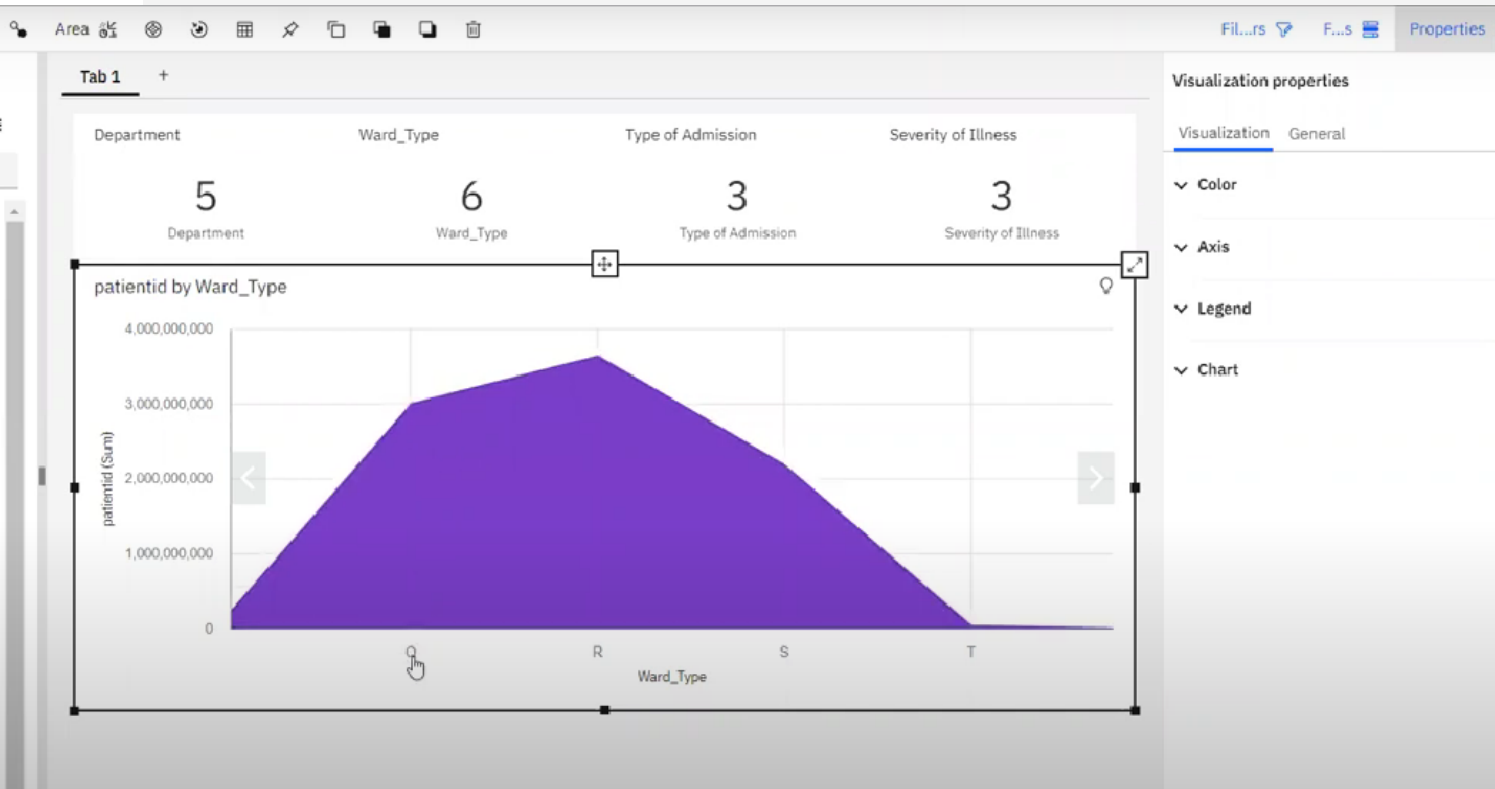 Area
Fil...rs F...s Properties
Tab 1 +
Visualization properties
Visualization General
Department Ward_Type Type of Admission Severity of Illness
5 6 3 3
Department Ward_Type Type of Admission Severity of Illness
Color
Axis
Legend
Chart
patientid by Ward_Type
4,000,000,000
3,000,000,000
2,000,000,000
1,000,000,000
0
patientid (Sum)
Q R S T
Ward_Type